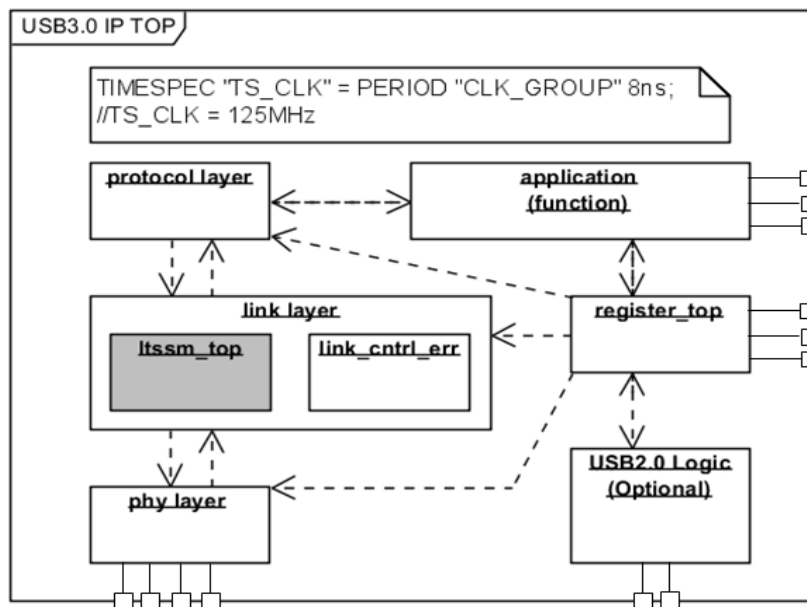 USB3.0 IP TOP
TIMESPEC "TS_CLK" = PERIOD "CLK_GROUP" 8ns;
//TS_CLK = 125MHz
protocol layer
application
(function)
link layer
register_top
ltssm_top
link_cntrl_err
USB2.0 Logic
(Optional)
phy layer